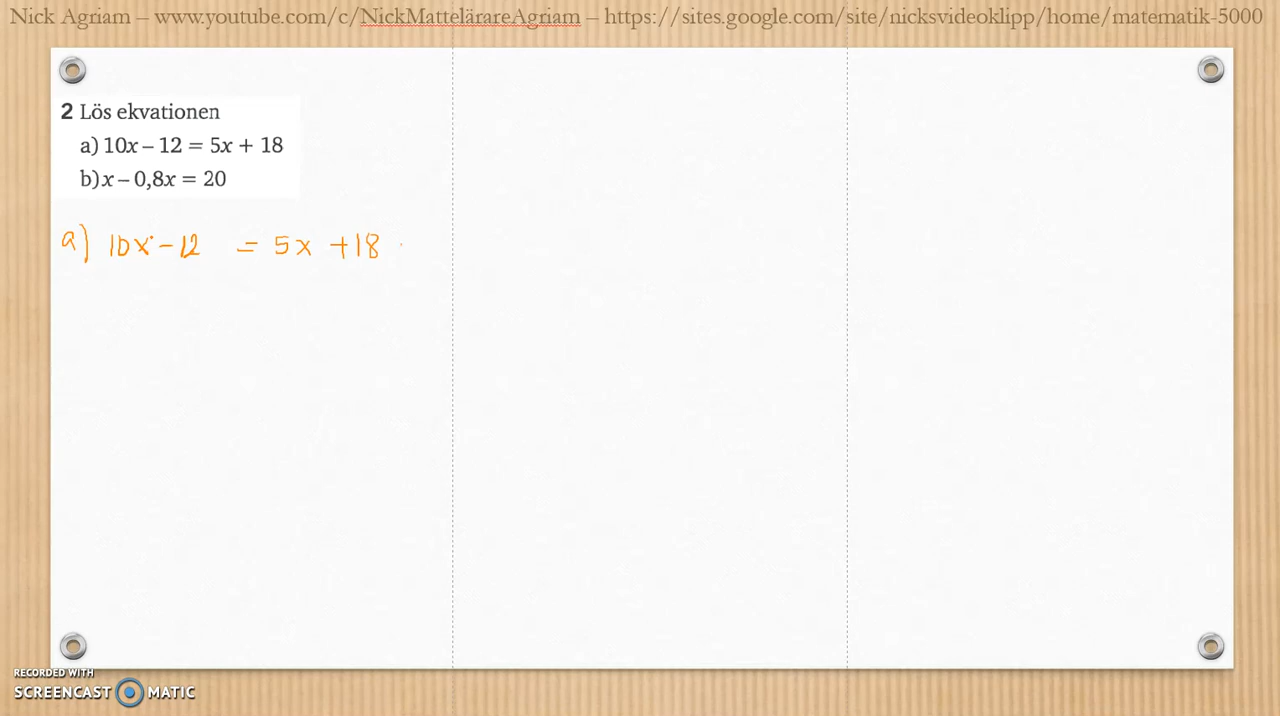 Nick Agriam – www.youtube.com/c/NickMattelärareAgriam – https://sites.google.com/site/nicksvideoklipp/home/matematik-5000
2 Lös ekvationen
a) 10x – 12 = 5x + 18
b) x – 0,8x = 20
a) 10x - 12 = 5x + 18
RECORDED WITH
SCREENCAST MATIC